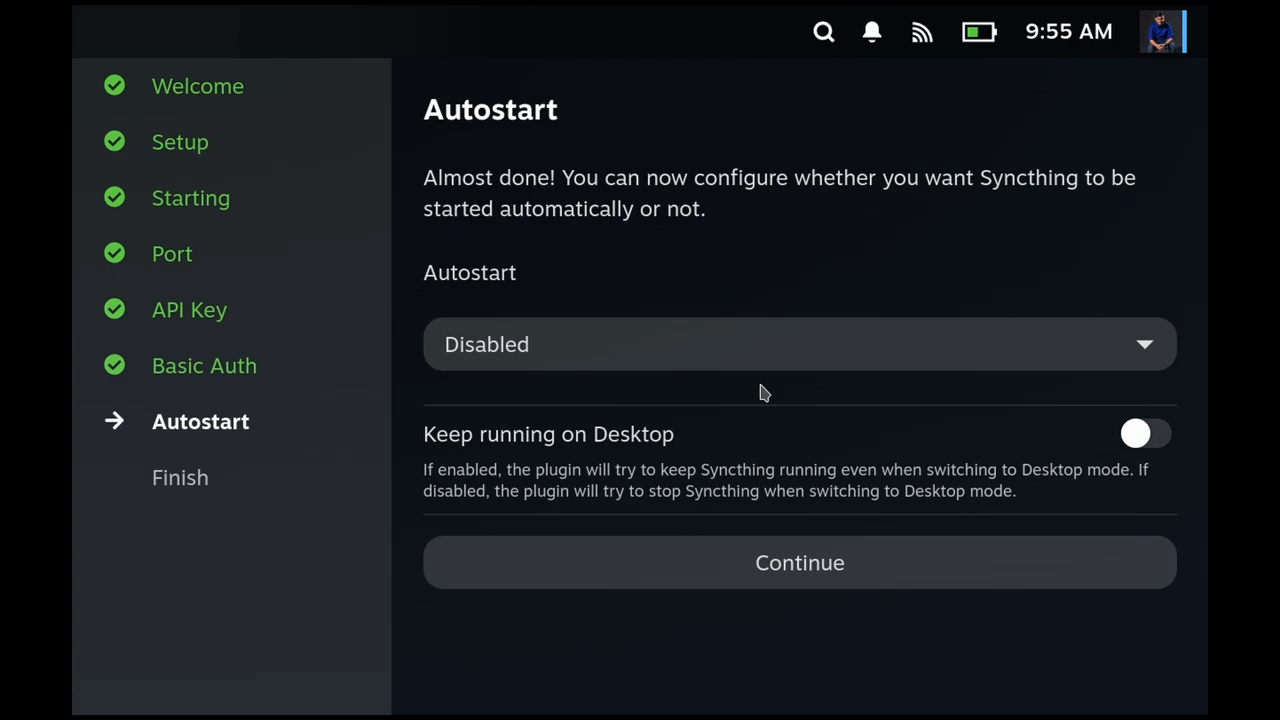 9:55 AM
Welcome
Setup
Starting
Port
API Key
Basic Auth
Autostart
Finish
Autostart
Almost done! You can now configure whether you want Syncthing to be
started automatically or not.
Autostart
Disabled
Keep running on Desktop
If enabled, the plugin will try to keep Syncthing running even when switching to Desktop mode. If
disabled, the plugin will try to stop Syncthing when switching to Desktop mode.
Continue